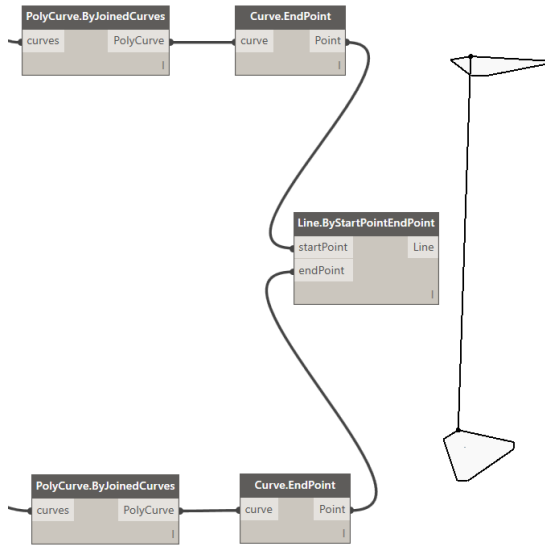 PolyCurve.ByJoinedCurves
curves PolyCurve
Curve.EndPoint
curve Point
Line.ByStartPointEndPoint
startPoint Line
endPoint
PolyCurve.ByJoinedCurves
curves PolyCurve
Curve.EndPoint
curve Point